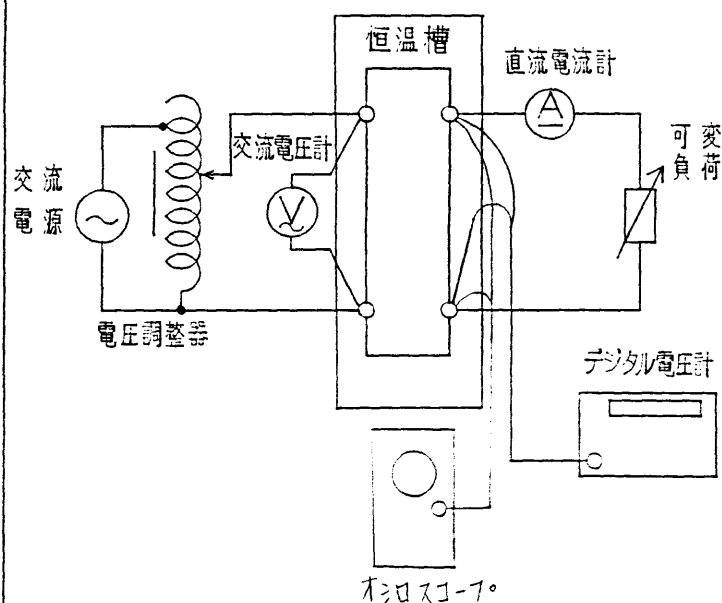 恒温槽
直流電流計
A
可変
負荷
交流電圧計
V
交流
電源
電圧調整器
デジタル電圧計
オシロスコープ